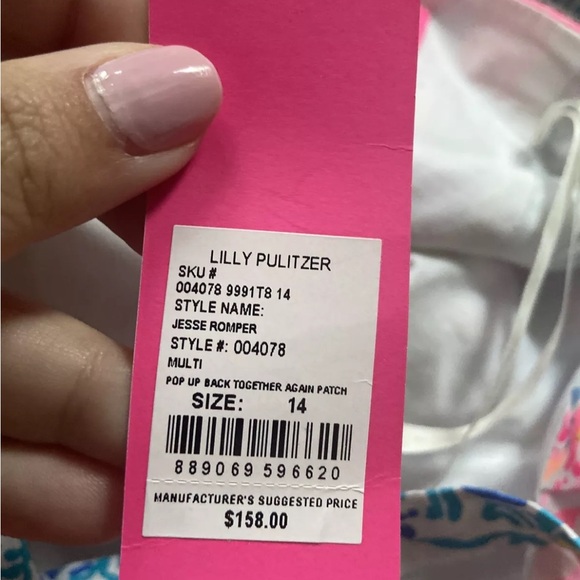 LILLY PULITZER
SKU #
004078 9991T8 14
STYLE NAME:
JESSE ROMPER
STYLE #: 004078
MULTI
POP UP BACK TOGETHER AGAIN PATCH
SIZE: 14
889069 596620
MANUFACTURER'S SUGGESTED PRICE
$158.00